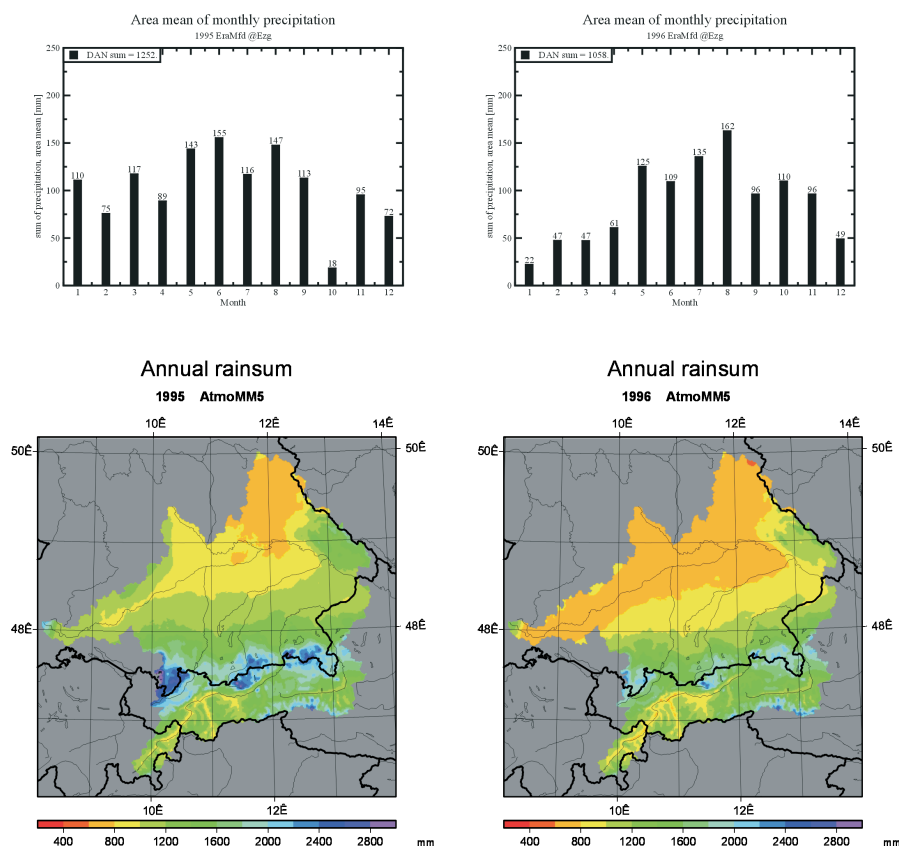 Area mean of monthly precipitation
1995 EraMfd @Ezg
DAN sum = 1252.
sum of precipitation, area mean [mm]
250
200
150
100
50
0
110
75
117
89
143
155
116
147
113
18
95
72
1 2 3 4 5 6 7 8 9 10 11 12
Month
Area mean of monthly precipitation
1996 EraMfd @Ezg
DAN sum = 1058.
sum of precipitation, area mean [mm]
250
200
150
100
50
0
22
47
47
61
125
109
135
162
96
110
96
49
1 2 3 4 5 6 7 8 9 10 11 12
Month
Annual rainsum
1995 AtmoMM5
10Ê 12Ê 14Ê
50Ê 50Ê
48Ê 48Ê
10Ê 12Ê
400 800 1200 1600 2000 2400 2800
mm
Annual rainsum
1996 AtmoMM5
10Ê 12Ê 14Ê
50Ê 50Ê
48Ê 48Ê
10Ê 12Ê
400 800 1200 1600 2000 2400 2800
mm